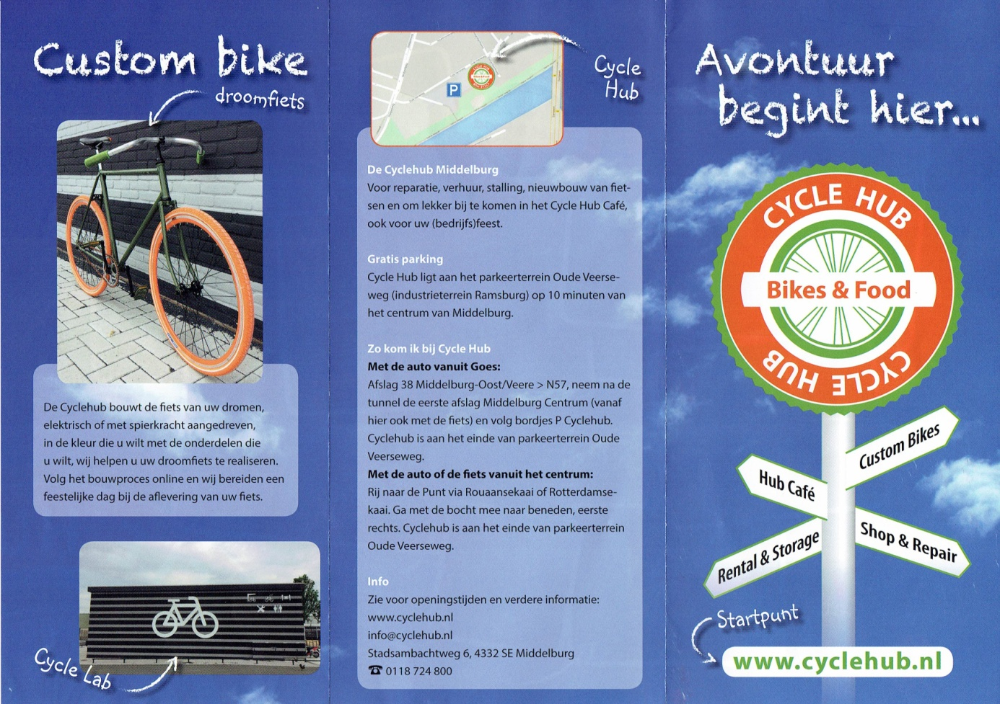 Custom bike
droomfiets
De Cyclehub bouwt de fiets van uw dromen,
elektrisch of met spierkracht aangedreven,
in de kleur die u wilt met de onderdelen die
u wilt, wij helpen u uw droomfiets te realiseren.
Volg het bouwproces online en wij bereiden een
feestelijke dag bij de aflevering van uw fiets.
Cycle Lab
P
Cycle
Hub
De Cyclehub Middelburg
Voor reparatie, verhuur, stalling, nieuwbouw van fiet-
sen en om lekker bij te komen in het Cycle Hub Café,
ook voor uw (bedrijfs)feest.
Gratis parking
Cycle Hub ligt aan het parkeerterrein Oude Veerse-
weg (industrieterrein Ramsburg) op 10 minuten van
het centrum van Middelburg.
Zo kom ik bij Cycle Hub
Met de auto vanuit Goes:
Afslag 38 Middelburg-Oost/Veere > N57, neem na de
tunnel de eerste afslag Middelburg Centrum (vanaf
hier ook met de fiets) en volg bordjes P Cyclehub.
Cyclehub is aan het einde van parkeerterrein Oude
Veerseweg.
Met de auto of de fiets vanuit het centrum:
Rij naar de Punt via Rouaansekaai of Rotterdamse-
kaai. Ga met de bocht mee naar beneden, eerste
rechts. Cyclehub is aan het einde van parkeerterrein
Oude Veerseweg.
Info
Zie voor openingstijden en verdere informatie:
www.cyclehub.nl
info@cyclehub.nl
Stadsambachtweg 6, 4332 SE Middelburg
☎ 0118 724 800
Avontuur
begint hier...
CYCLE HUB
Bikes & Food
CYCLE HUB
Custom Bikes
Hub Café
Shop & Repair
Rental & Storage
Startpunt
www.cyclehub.nl